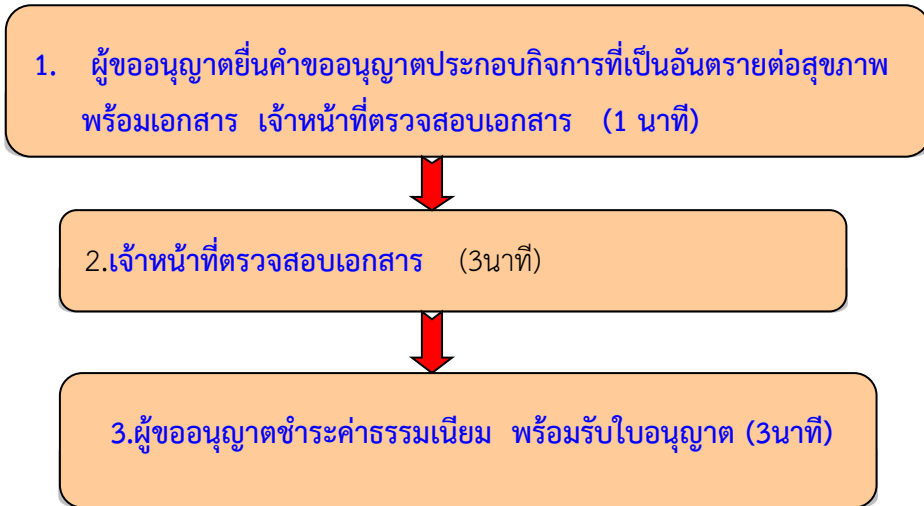 1. ผู้ขออนุญาตยื่นคำขออนุญาตประกอบกิจการที่เป็นอันตรายต่อสุขภาพ
พร้อมเอกสาร เจ้าหน้าที่ตรวจสอบเอกสาร (1 นาที)
2.เจ้าหน้าที่ตรวจสอบเอกสาร (3นาที)
3.ผู้ขออนุญาตชำระค่าธรรมเนียม พร้อมรับใบอนุญาต (3นาที)